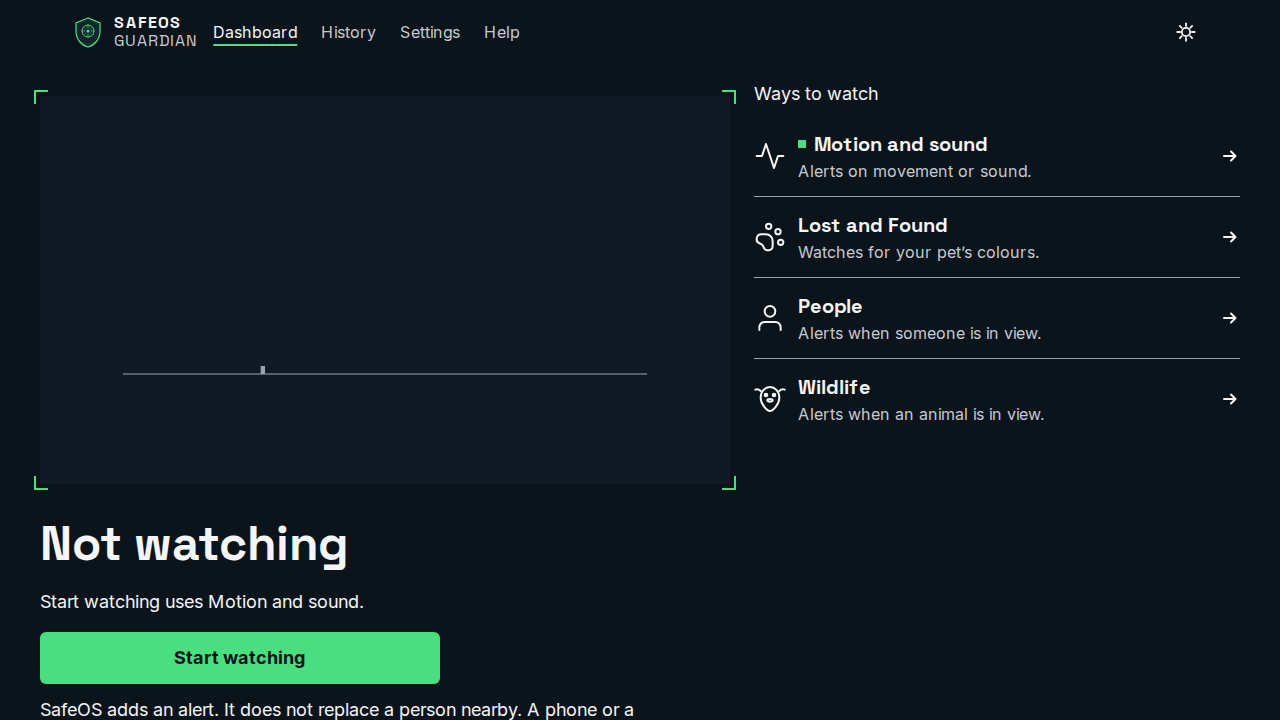 SAFEOS
GUARDIAN
Dashboard
History
Settings
Help
Ways to watch
Motion and sound
Alerts on movement or sound.
Lost and Found
Watches for your pet’s colours.
People
Alerts when someone is in view.
Wildlife
Alerts when an animal is in view.
Not watching
Start watching uses Motion and sound.
Start watching
SafeOS adds an alert. It does not replace a person nearby. A phone or a